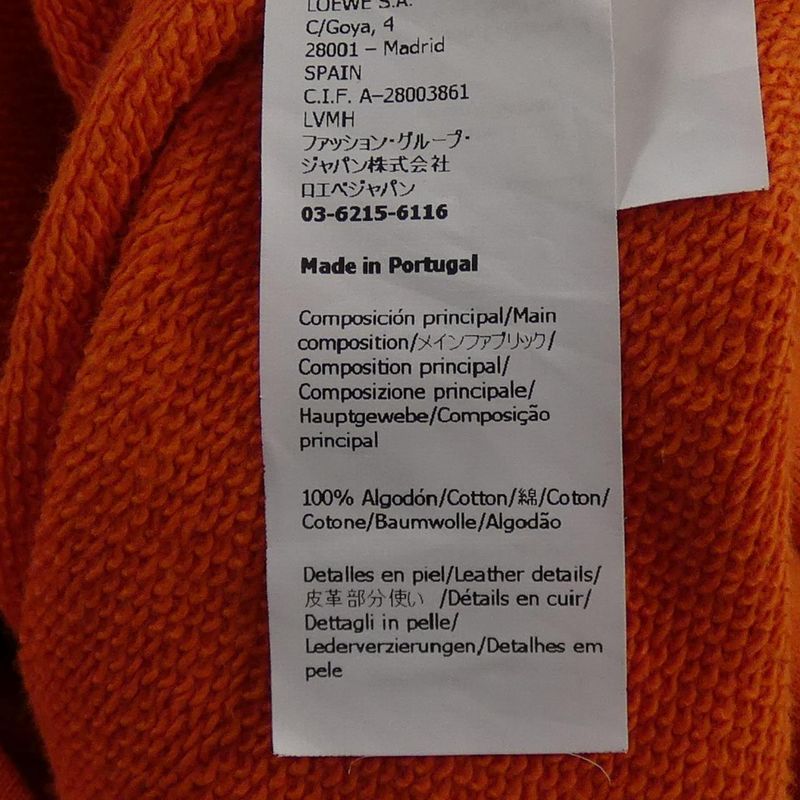 LOEWE S.A.
C/Goya, 4
28001 – Madrid
SPAIN
C.I.F. A-28003861
LVMH
ファッション・グループ・
ジャパン株式会社
ロエベジャパン
03-6215-6116
Made in Portugal
Composición principal/Main
composition/メインファブリック/
Composition principal/
Composizione principale/
Hauptgewebe/Composição
principal
100% Algodón/Cotton/綿/Coton/
Cotone/Baumwolle/Algodão
Detalles en piel/Leather details/
皮革部分使い /Détails en cuir/
Dettagli in pelle/
Lederverzierungen/Detalhes em
pele